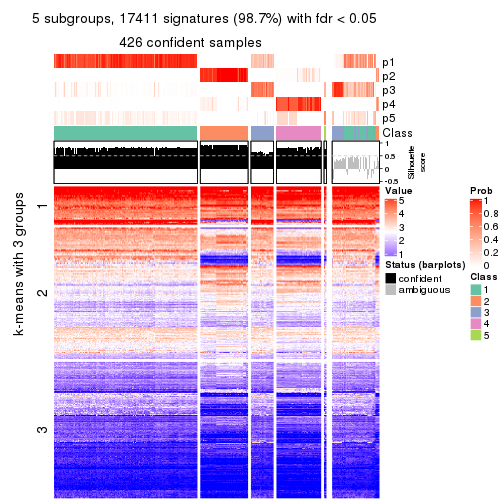 5 subgroups, 17411 signatures (98.7%) with fdr < 0.05
426 confident samples
p1
p2
p3
p4
p5
Class
1
0.5
0
-0.5
Silhouette
score
k-means with 3 groups
1
2
3
Value
5
4
3
2
1
Status (barplots)
confident
ambiguous
Prob
1
0.8
0.6
0.4
0.2
0
Class
1
2
3
4
5